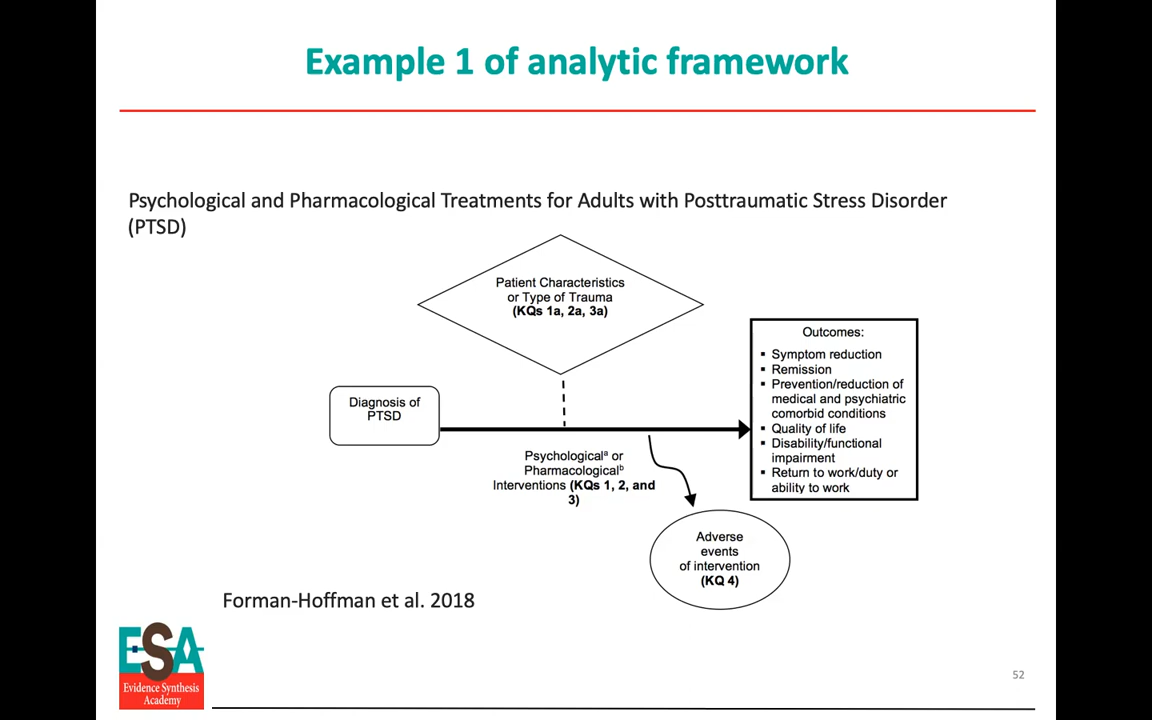 Example 1 of analytic framework
Psychological and Pharmacological Treatments for Adults with Posttraumatic Stress Disorder
(PTSD)
Patient Characteristics
or Type of Trauma
(KQs 1a, 2a, 3a)
Diagnosis of
PTSD
Psychologicalᵃ or
Pharmacologicalᵇ
Interventions (KQs 1, 2, and
3)
Outcomes:
▪ Symptom reduction
▪ Remission
▪ Prevention/reduction of
medical and psychiatric
comorbid conditions
▪ Quality of life
▪ Disability/functional
impairment
▪ Return to work/duty or
ability to work
Adverse
events
of intervention
(KQ 4)
Forman-Hoffman et al. 2018
ESA
Evidence Synthesis
Academy
52